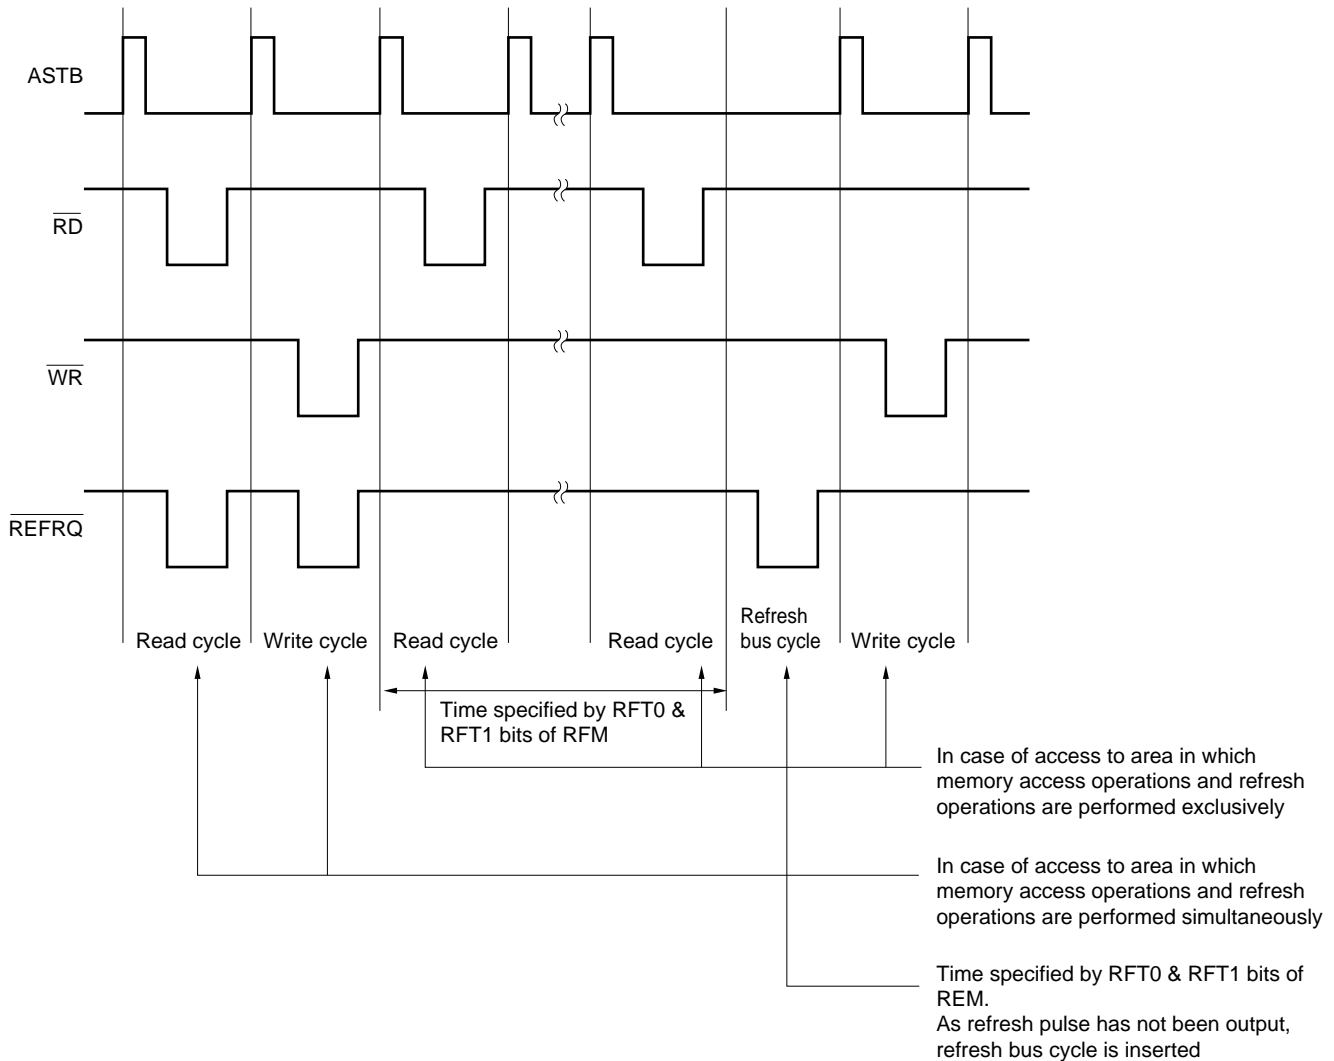 ASTB
RD
WR
REFRQ
Read cycle
Write cycle
Read cycle
Read cycle
Refresh
bus cycle
Write cycle
Time specified by RFT0 &
RFT1 bits of RFM
In case of access to area in which
memory access operations and refresh
operations are performed exclusively
In case of access to area in which
memory access operations and refresh
operations are performed simultaneously
Time specified by RFT0 & RFT1 bits of
REM.
As refresh pulse has not been output,
refresh bus cycle is inserted